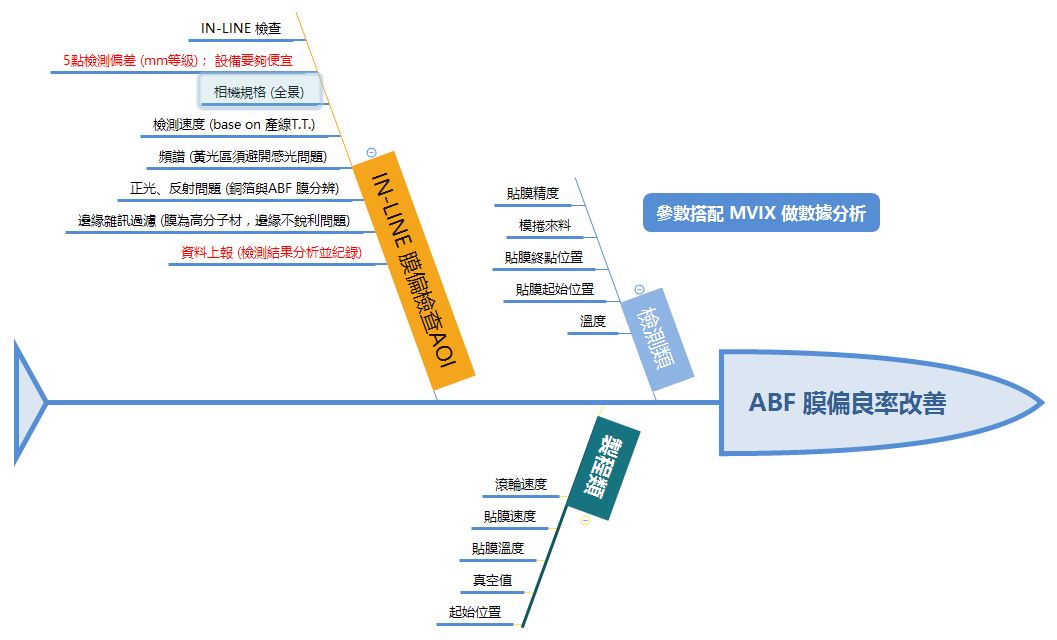 IN-LINE 檢查
5點檢測偏差 (mm等級)； 設備要夠便宜
相機規格 (全景)
檢測速度 (base on 產線T.T.)
頻譜 (黃光區須避開感光問題)
正光、反射問題 (銅箔與ABF 膜分辨)
邊緣雜訊過濾 (膜為高分子材，邊緣不銳利問題)
資料上報 (檢測結果分析並紀錄)
IN-LINE 膜偏檢查AOI
貼膜精度
模捲來料
貼膜終點位置
貼膜起始位置
溫度
檢測類
參數搭配 MVIX 做數據分析
ABF 膜偏良率改善
製程類
滾輪速度
貼膜速度
貼膜溫度
真空值
起始位置